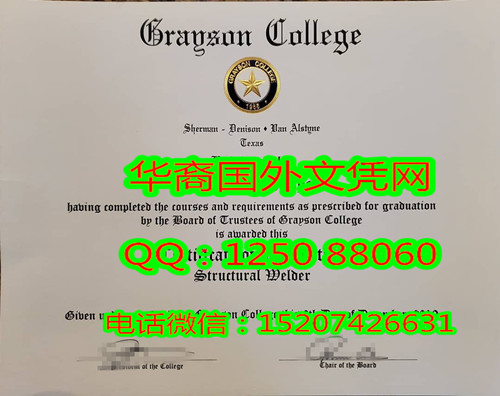 Grayson College
GRAYSON COLLEGE
1965
Sherman - Denison ♦ Van Alstyne
Texas
华裔国外文凭网
having completed the courses and requirements as prescribed for graduation
by the Board of Trustees of Grayson College
is awarded this
QQ：1250 88060
Structural Welder
Given
电话微信：15207426631
President of the College
Chair of the Board